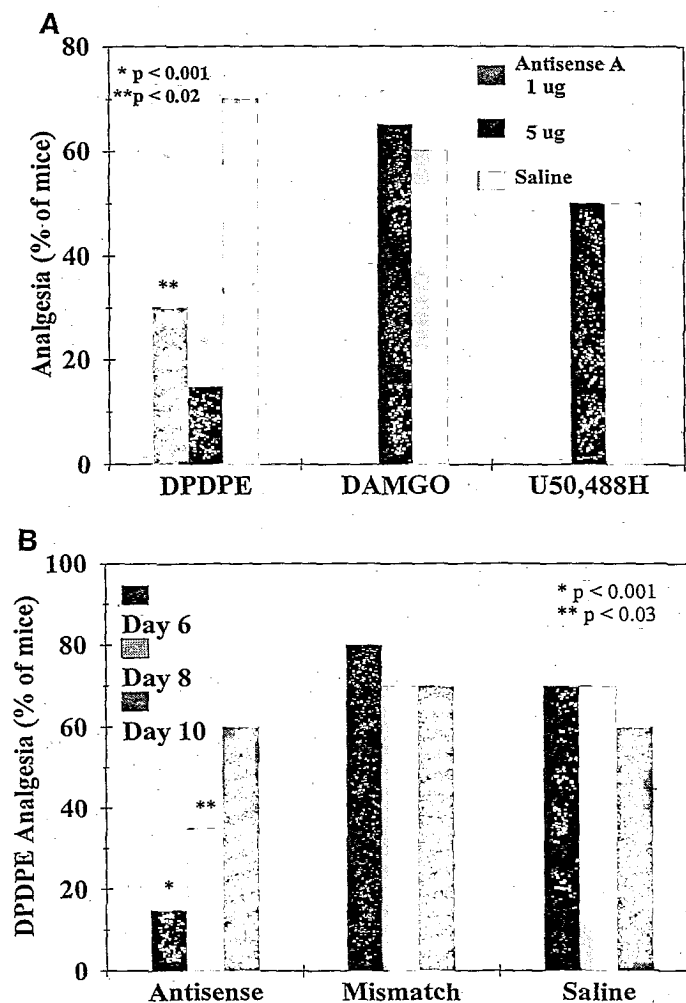 A
80
60
40
20
0
Analgesia (% of mice)
* p < 0.001
**p < 0.02
Antisense A
1 ug
5 ug
Saline
**
DPDPE
DAMGO
U50,488H
B
100
80
60
40
20
0
DPDPE Analgesia (% of mice)
Day 6
Day 8
Day 10
* p < 0.001
** p < 0.03
**
*
Antisense
Mismatch
Saline